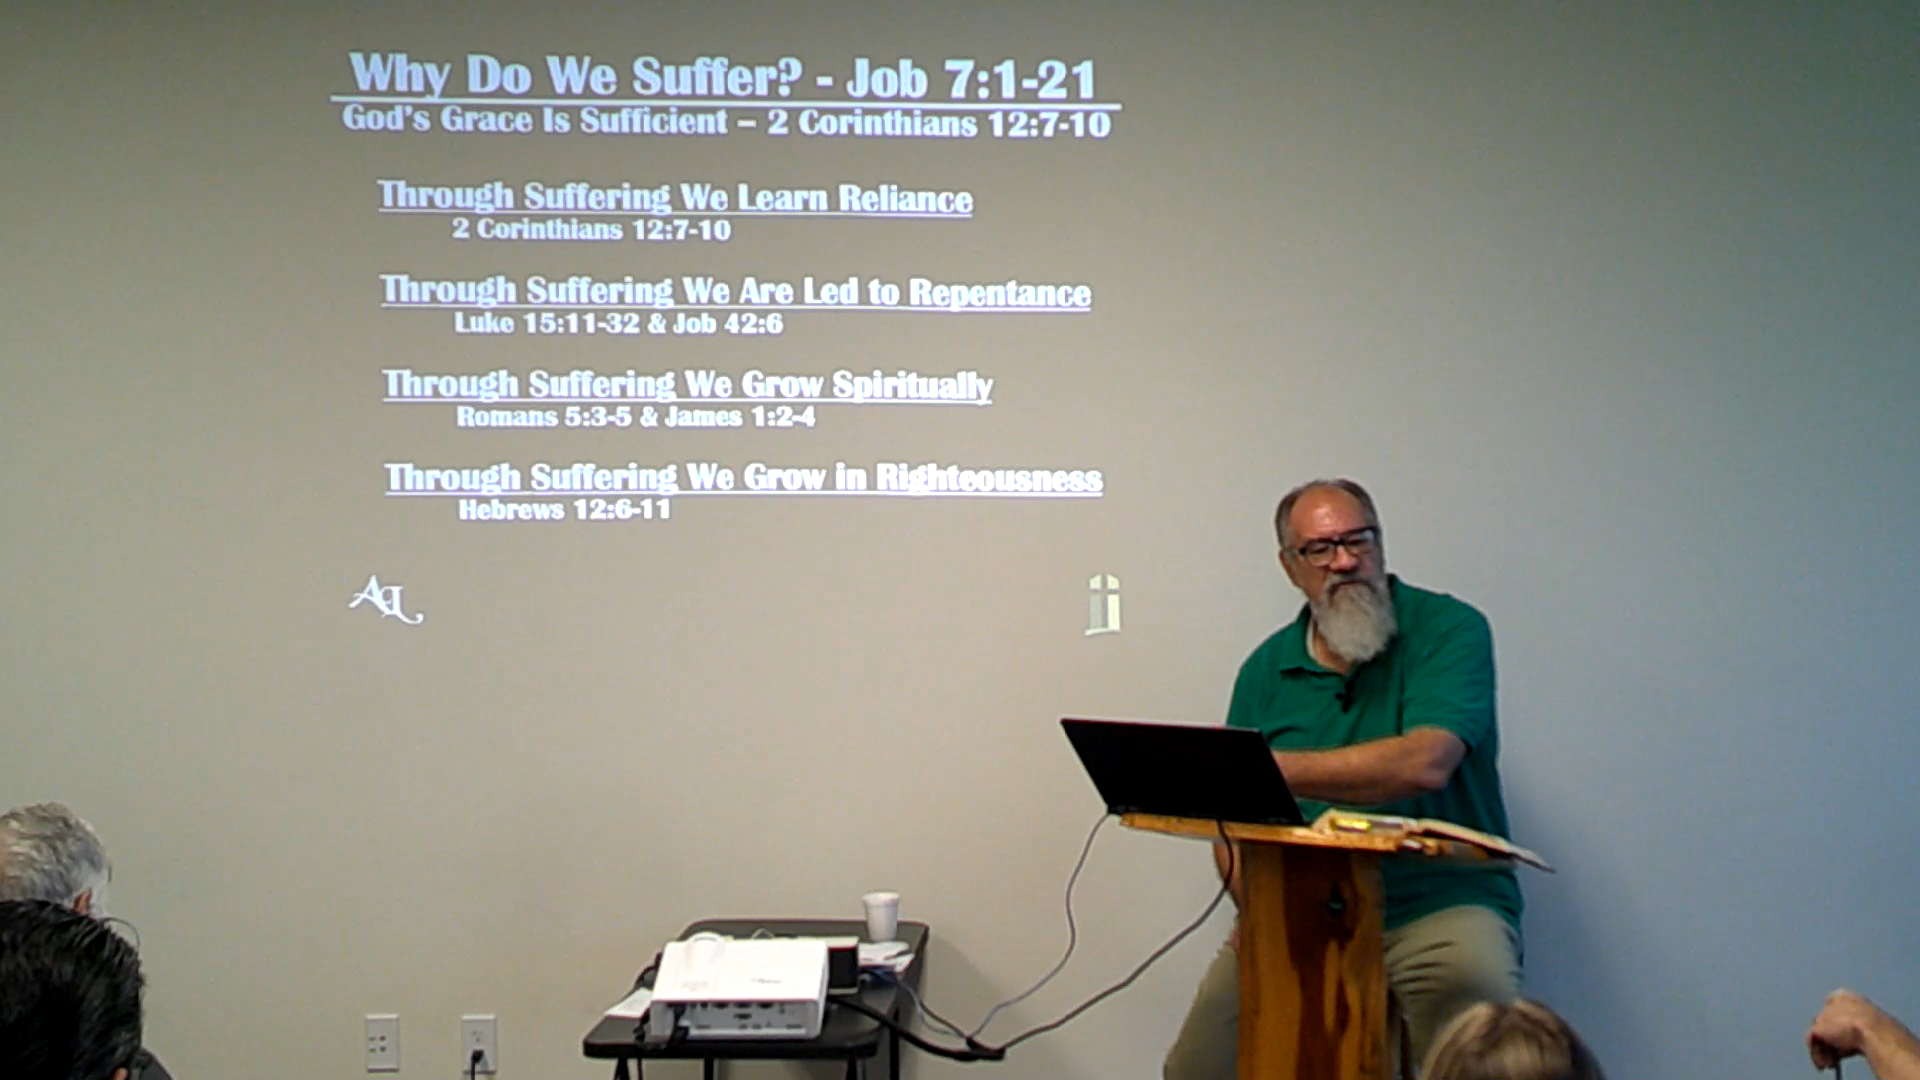 Why Do We Suffer? - Job 7:1-21
God's Grace Is Sufficient – 2 Corinthians 12:7-10
Through Suffering We Learn Reliance
2 Corinthians 12:7-10
Through Suffering We Are Led to Repentance
Luke 15:11-32 & Job 42:6
Through Suffering We Grow Spiritually
Romans 5:3-5 & James 1:2-4
Through Suffering We Grow in Righteousness
Hebrews 12:6-11